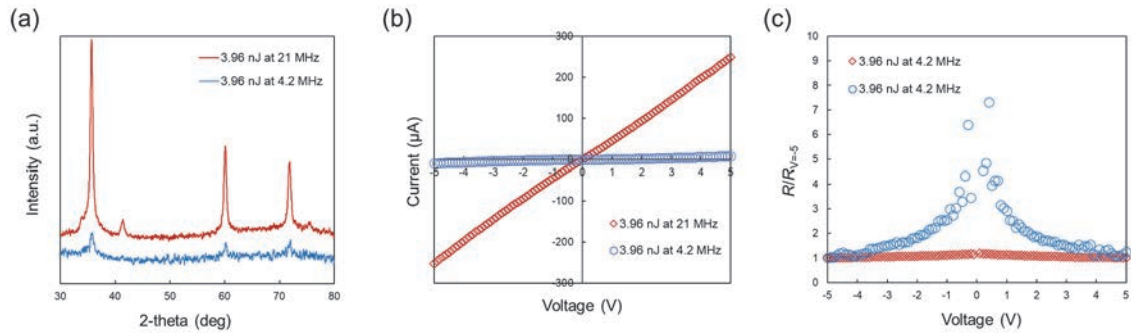 (a)
Intensity (a.u.)
3.96 nJ at 21 MHz
3.96 nJ at 4.2 MHz
30 40 50 60 70 80
2-theta (deg)
(b)
Current (μA)
300
200
100
0
-100
-200
-300
-5 -4 -3 -2 -1 0 1 2 3 4 5
3.96 nJ at 21 MHz
3.96 nJ at 4.2 MHz
Voltage (V)
(c)
R/R_V=-5
10
9
8
7
6
5
4
3
2
1
0
3.96 nJ at 4.2 MHz
3.96 nJ at 4.2 MHz
-5 -4 -3 -2 -1 0 1 2 3 4 5
Voltage (V)